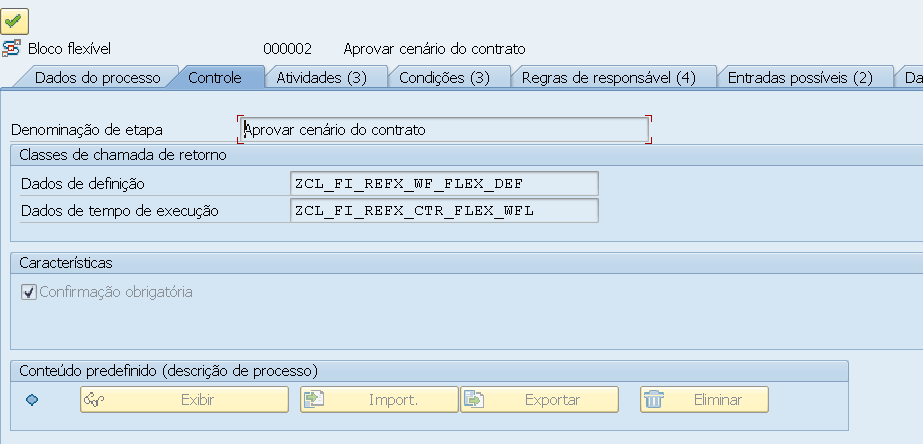 Bloco flexível 000002 Aprovar cenário do contrato
Dados do processo Controle Atividades (3) Condições (3) Regras de responsável (4) Entradas possíveis (2) Da
Denominação de etapa Aprovar cenário do contrato
Classes de chamada de retorno
Dados de definição ZCL_FI_REFX_WF_FLEX_DEF
Dados de tempo de execução ZCL_FI_REFX_CTR_FLEX_WFL
Características
Confirmação obrigatória
Conteúdo predefinido (descrição de processo)
Exibir Import. Exportar Eliminar